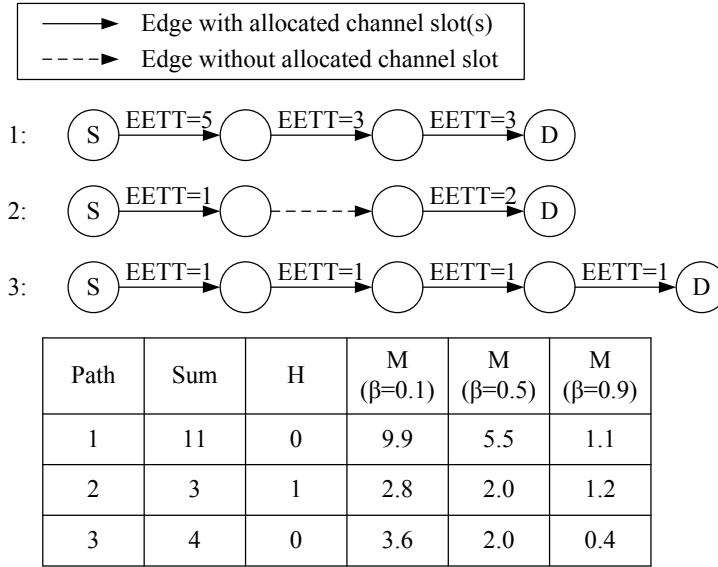 Edge with allocated channel slot(s)
Edge without allocated channel slot
1: S EETT=5 EETT=3 EETT=3 D
2: S EETT=1 EETT=2 D
3: S EETT=1 EETT=1 EETT=1 EETT=1 D
Path Sum H M (β=0.1) M (β=0.5) M (β=0.9)
1 11 0 9.9 5.5 1.1
2 3 1 2.8 2.0 1.2
3 4 0 3.6 2.0 0.4